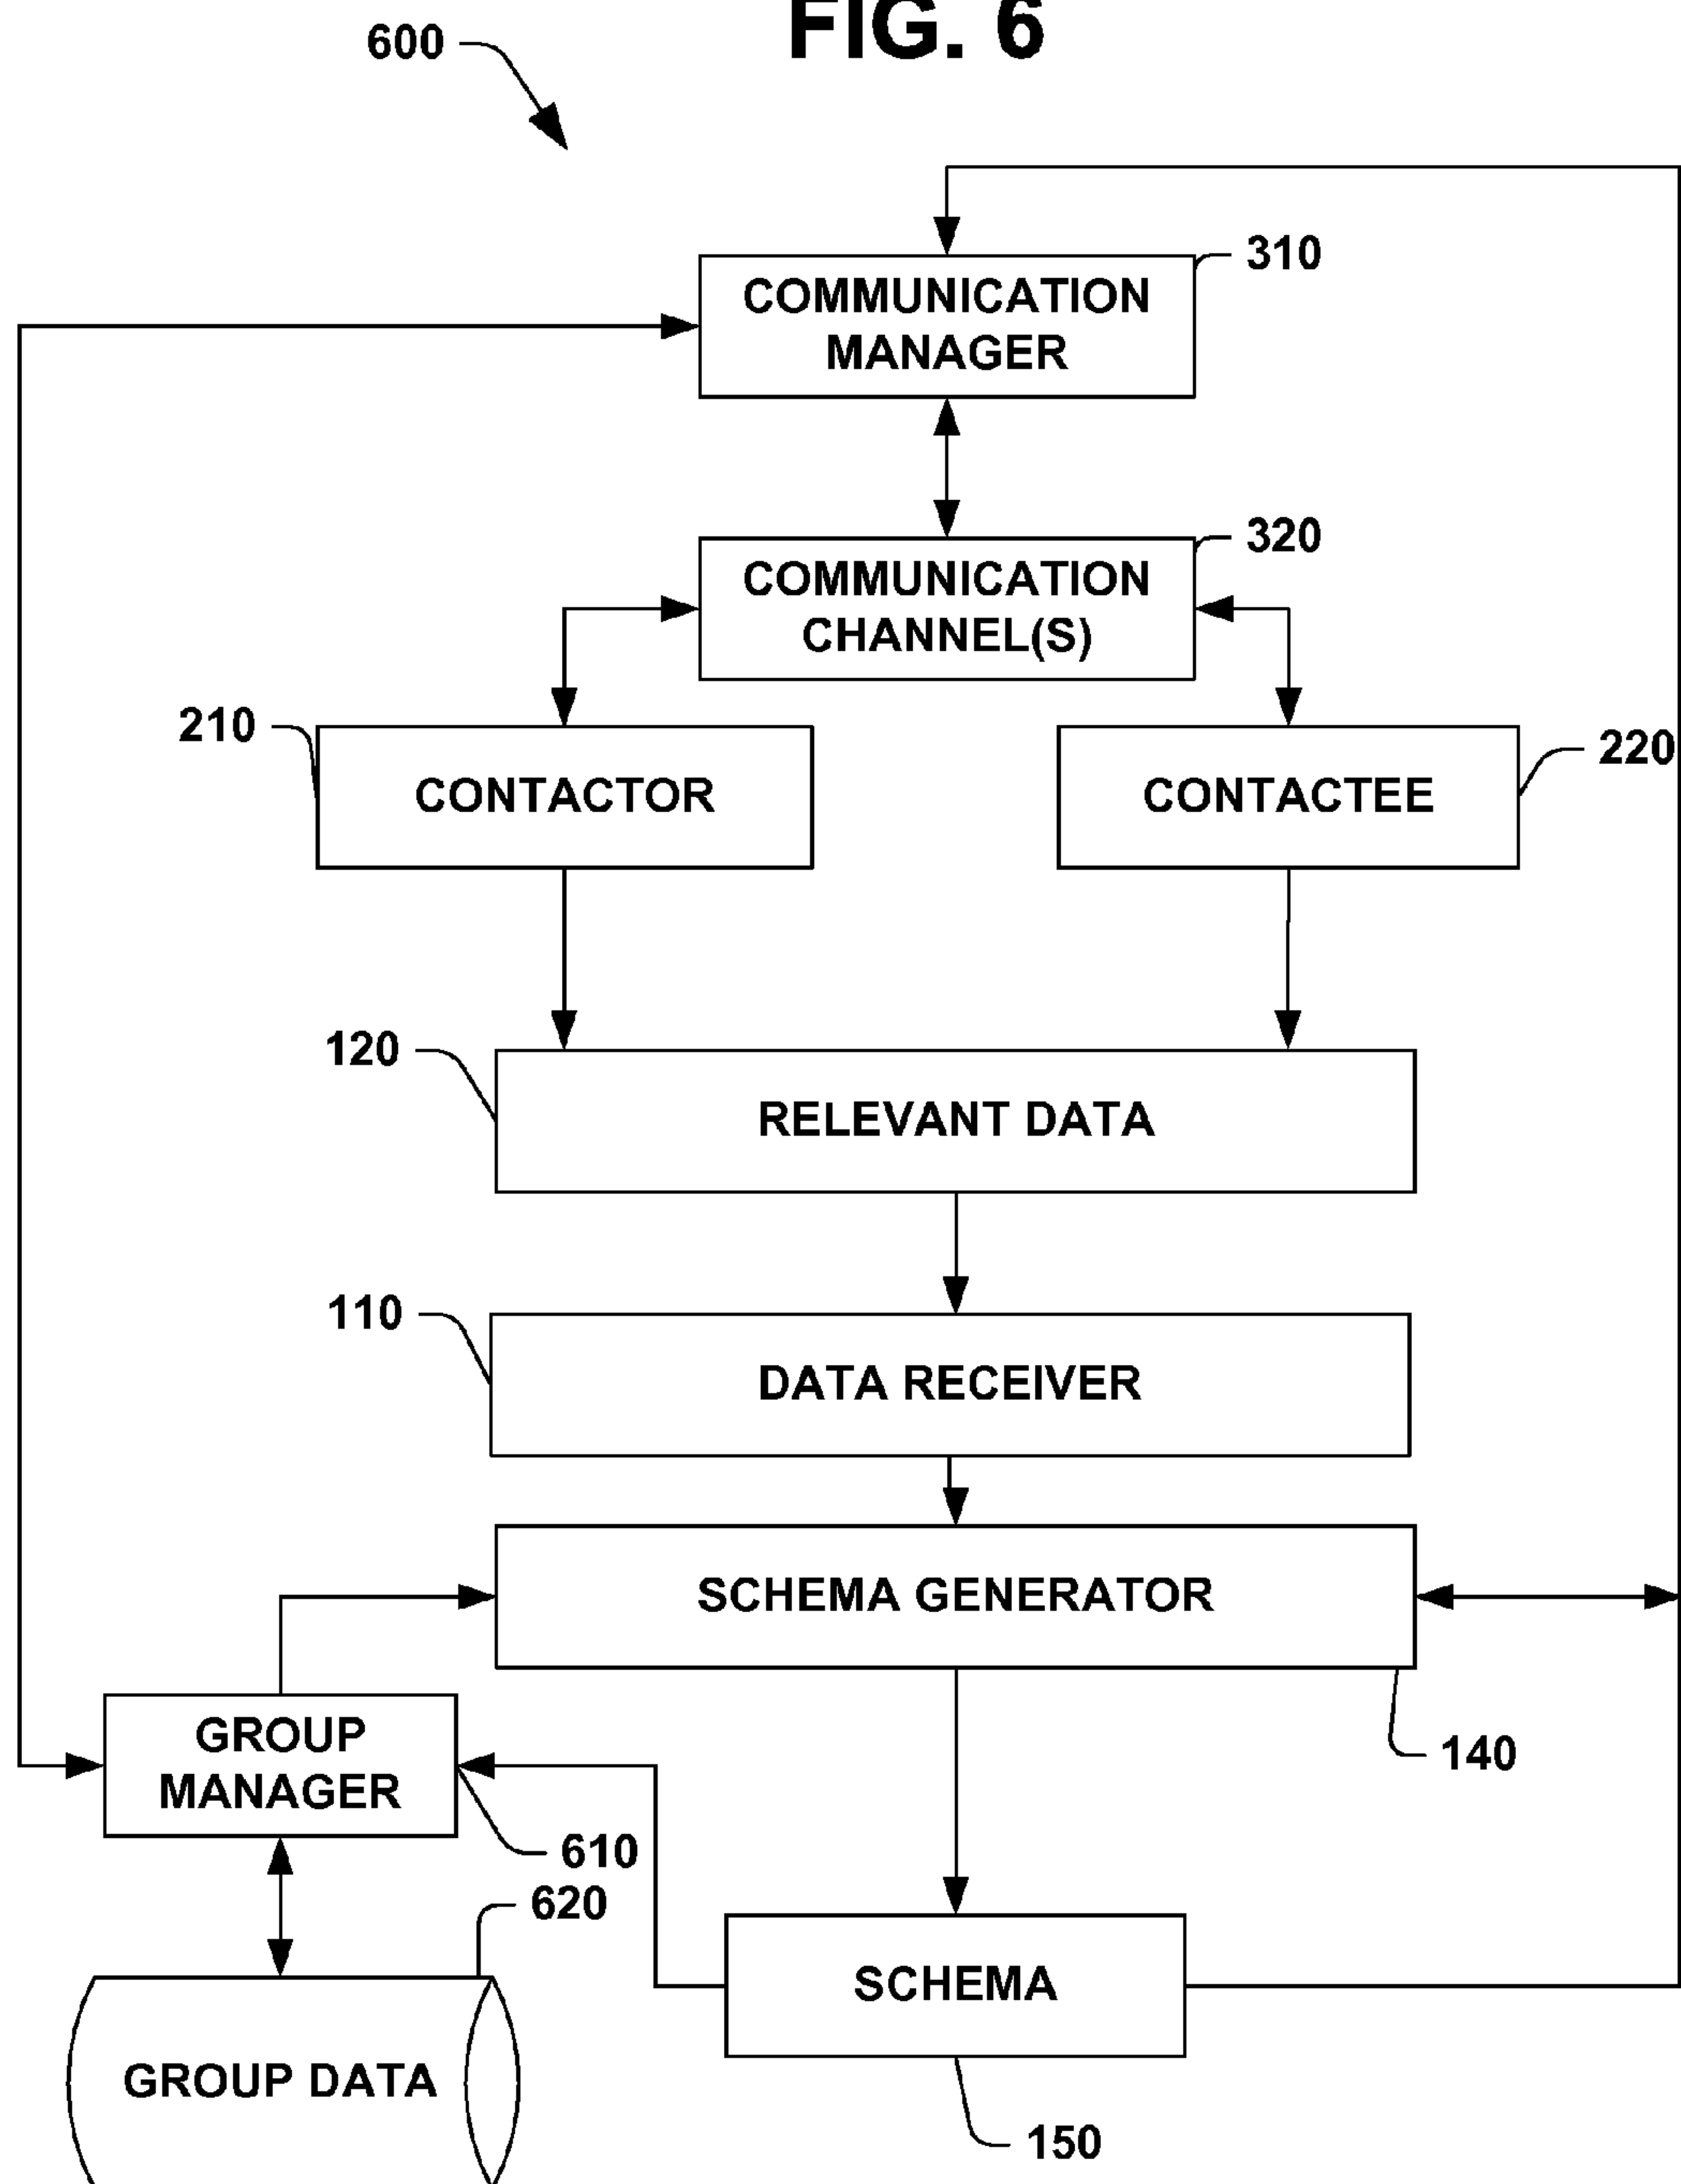 FIG. 6
600
310
COMMUNICATION
MANAGER
320
COMMUNICATION
CHANNEL(S)
210
220
CONTACTOR
CONTACTEE
120
RELEVANT DATA
110
DATA RECEIVER
SCHEMA GENERATOR
GROUP
MANAGER
140
610
620
SCHEMA
GROUP DATA
150